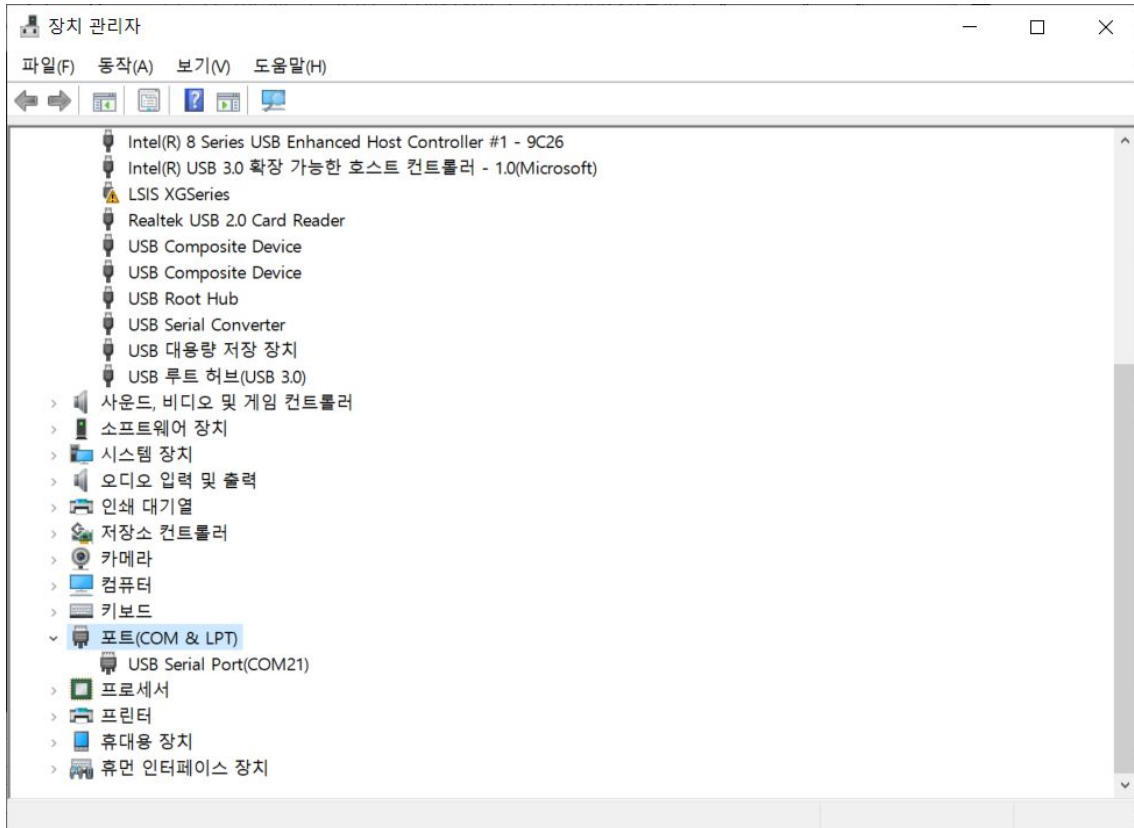 장치 관리자
파일(F) 동작(A) 보기(V) 도움말(H)
Intel(R) 8 Series USB Enhanced Host Controller #1 - 9C26
Intel(R) USB 3.0 확장 가능한 호스트 컨트롤러 - 1.0(Microsoft)
LSIS XGSeries
Realtek USB 2.0 Card Reader
USB Composite Device
USB Composite Device
USB Root Hub
USB Serial Converter
USB 대용량 저장 장치
USB 루트 허브(USB 3.0)
사운드, 비디오 및 게임 컨트롤러
소프트웨어 장치
시스템 장치
오디오 입력 및 출력
인쇄 대기열
저장소 컨트롤러
카메라
컴퓨터
키보드
포트(COM & LPT)
USB Serial Port(COM21)
프로세서
프린터
휴대용 장치
휴먼 인터페이스 장치